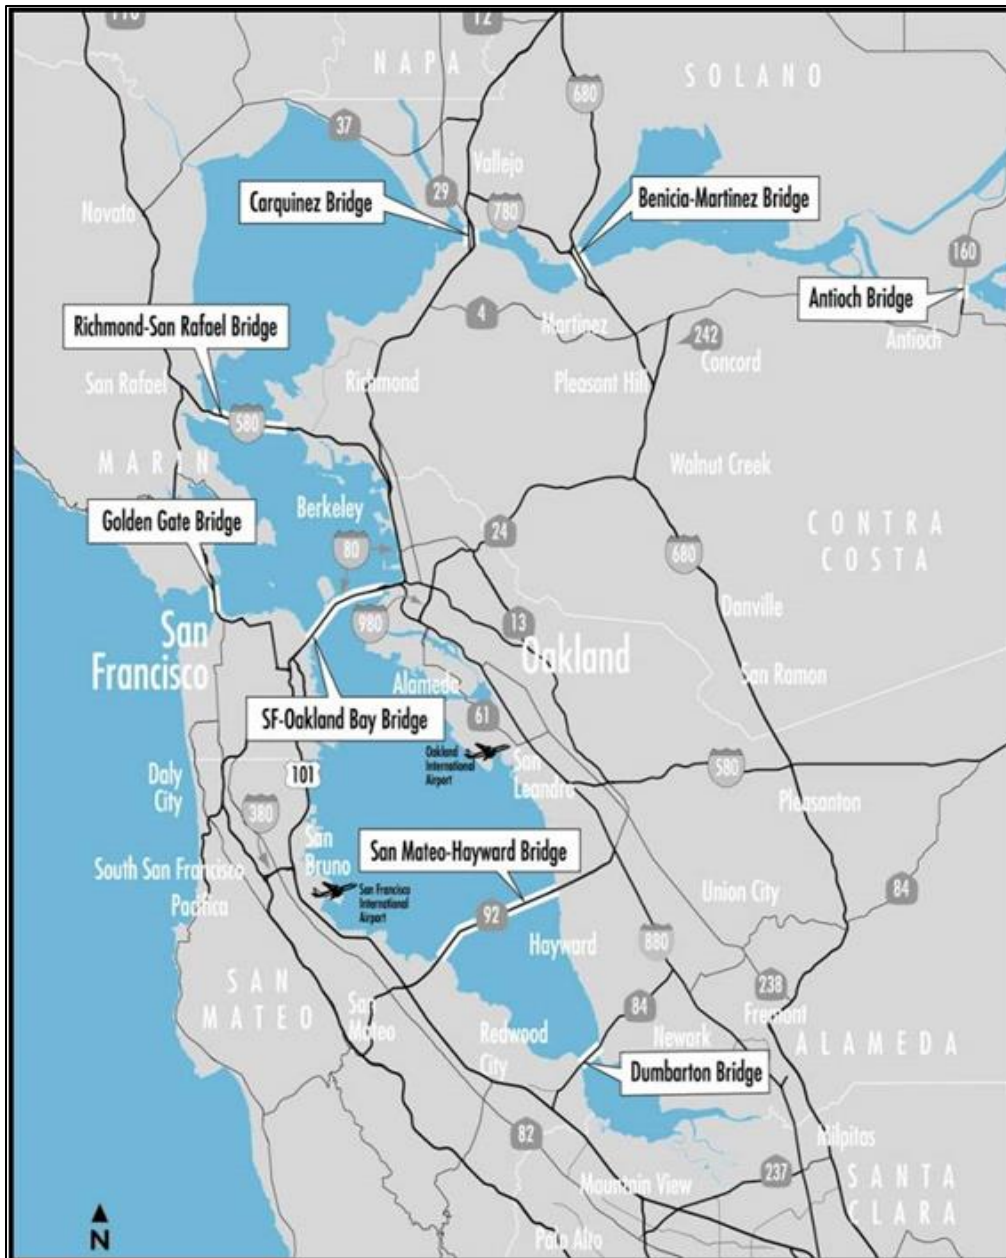 12
NAPA
SOLANO
680
37
Vallejo
29
780
Carquinez
Bridge
Benicia-Martinez Bridge
Novato
160
Antioch Bridge
Antioch
Richmond-San Rafael Bridge
4
Martinez
242
Concord
San Rafael
Richmond
Pleasant Hill
580
MARIN
Walnut Creek
Golden Gate Bridge
Berkeley
80
24
CONTRA
COSTA
680
Danville
980
13
San
Francisco
Oakland
San Ramon
Alameda
SF-Oakland Bay Bridge
61
Oakland
International
Airport
San
Leandro
580
Pleasanton
Daly
City
101
380
San
Bruno
San Mateo-Hayward Bridge
South San Francisco
Pacifica
San Francisco
International
Airport
92
Union City
84
Hayward
880
SAN
MATEO
San
Mateo
238
Fremont
84
Redwood
City
Newark
ALAMEDA
Dumbarton Bridge
82
Milpitas
237
SANTA
CLARA
Mountain View
Palo Alto
N